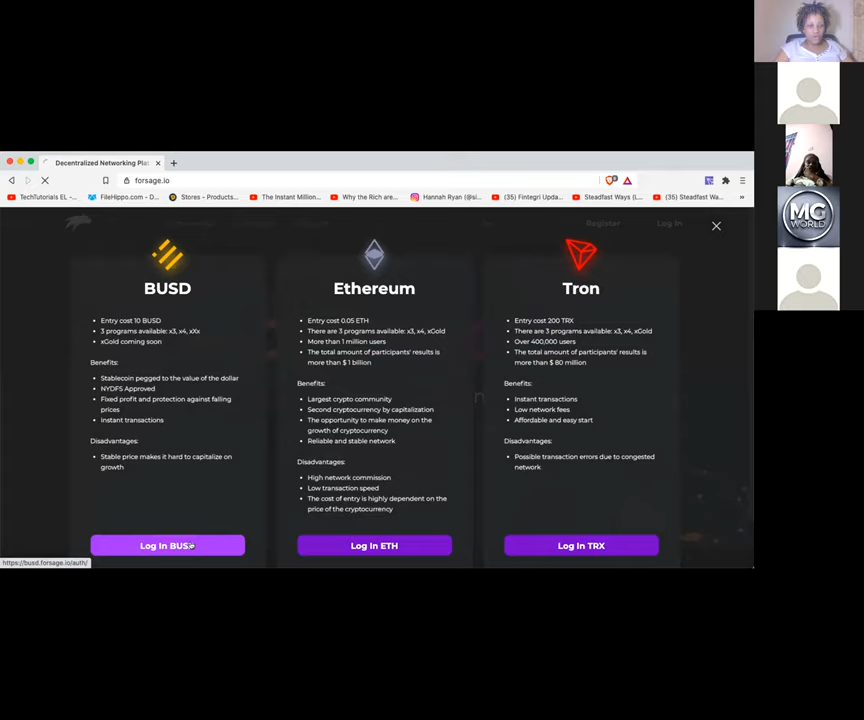 Decentralized Networking Pla
forsage.io
TechTutorials EL -...
FileHippo.com - D...
Stores - Products...
The Instant Million...
Why the Rich are...
Hannah Ryan (@si...
(35) Fintegri Upda...
Steadfast Ways (L...
(35) Steadfast Wa...
»
Register
Log In
BUSD
Entry cost 10 BUSD
3 programs available: x3, x4, xXx
xGold coming soon
Benefits:
Stablecoin pegged to the value of the dollar
NYDFS Approved
Fixed profit and protection against falling
prices
Instant transactions
Disadvantages:
Stable price makes it hard to capitalize on
growth
Log In BUSD
Ethereum
Entry cost 0.05 ETH
There are 3 programs available: x3, x4, xGold
More than 1 million users
The total amount of participants' results is
more than $ 1 billion
Benefits:
Largest crypto community
Second cryptocurrency by capitalization
The opportunity to make money on the
growth of cryptocurrency
Reliable and stable network
Disadvantages:
High network commission
Low transaction speed
The cost of entry is highly dependent on the
price of the cryptocurrency
Log In ETH
Tron
Entry cost 200 TRX
There are 3 programs available: x3, x4, xGold
Over 400,000 users
The total amount of participants' results is
more than $ 80 million
Benefits:
Instant transactions
Low network fees
Affordable and easy start
Disadvantages:
Possible transaction errors due to congested
network
Log In TRX
https://busd.forsage.io/auth/
MG
WORLD